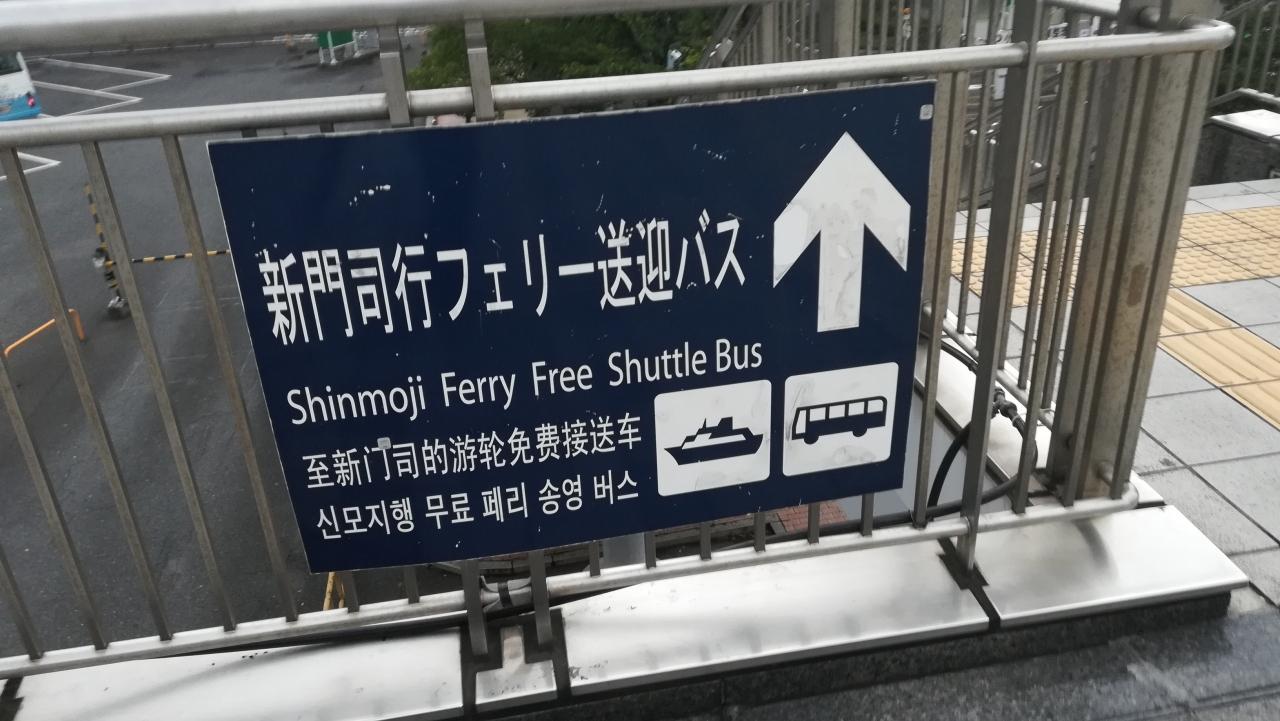 新門司行フェリー送迎バス
Shinmoji Ferry Free Shuttle Bus
至新门司的游轮免费接送车
신모지행 무료 페리 송영 버스